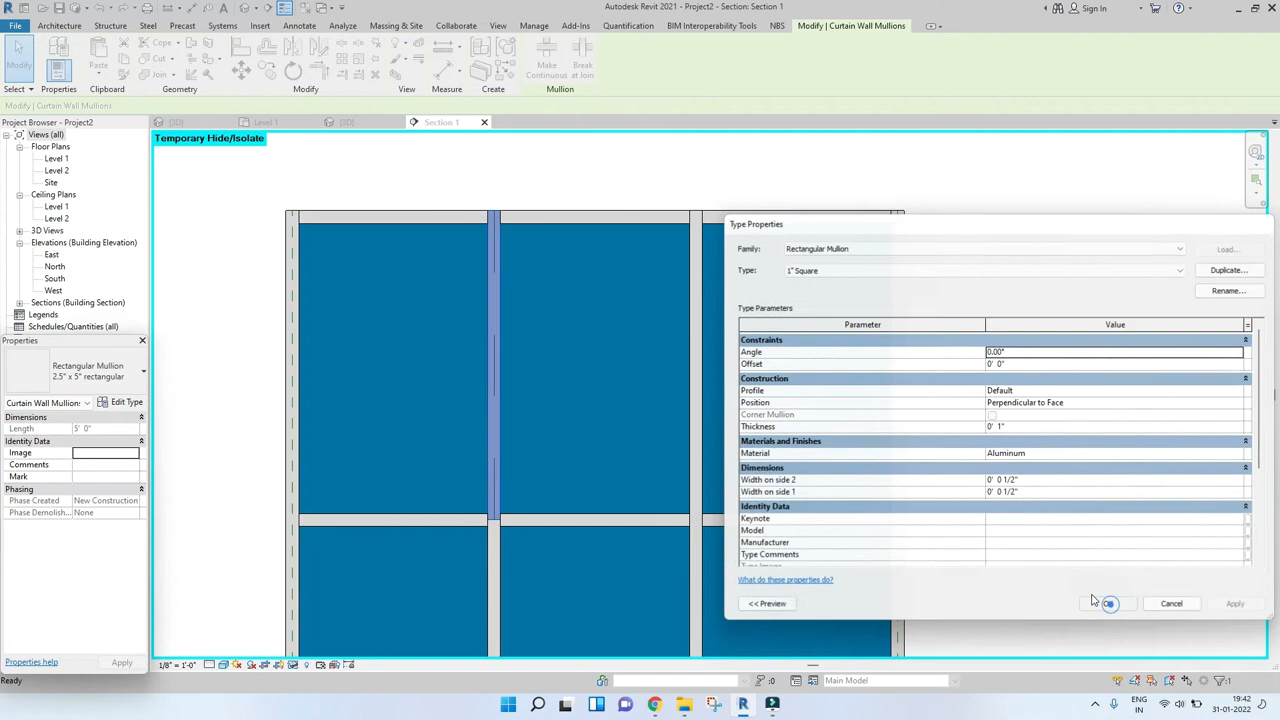 Autodesk Revit 2021 - Project2 - Section: Section 1
Sign In
File Architecture Structure Steel Precast Systems Insert Annotate Analyze Massing & Site Collaborate View Manage Add-Ins Quantification BIM Interoperability Tools NBS Modify | Curtain Wall Mullions
Modify Paste Cope Cut Join Make Continuous Break at Join
Select Properties Clipboard Geometry Modify View Measure Create Mullion
Modify | Curtain Wall Mullions
Project Browser - Project2
{3D} Level 1 {3D} Section 1
Views (all)
Floor Plans
Level 1
Level 2
Site
Ceiling Plans
Level 1
Level 2
3D Views
Elevations (Building Elevation)
East
North
South
West
Sections (Building Section)
Legends
Schedules/Quantities (all)
Temporary Hide/Isolate
Properties
Rectangular Mullion
2.5" x 5" rectangular
Curtain Wall Mullions Edit Type
Dimensions
Length 5' 0"
Identity Data
Image
Comments
Mark
Phasing
Phase Created New Construction
Phase Demolish... None
Properties help Apply
Type Properties
Family: Rectangular Mullion Load...
Type: 1" Square Duplicate...
Rename...
Type Parameters
Parameter Value =
Constraints
Angle 0.00°
Offset 0' 0"
Construction
Profile Default
Position Perpendicular to Face
Corner Mullion
Thickness 0' 1"
Materials and Finishes
Material Aluminum
Dimensions
Width on side 2 0' 0 1/2"
Width on side 1 0' 0 1/2"
Identity Data
Keynote
Model
Manufacturer
Type Comments
Type Image
What do these properties do?
<< Preview Cancel Apply
1/8" = 1'-0"
Ready :0 Main Model :1
ENG
IN
19:42
31-01-2022